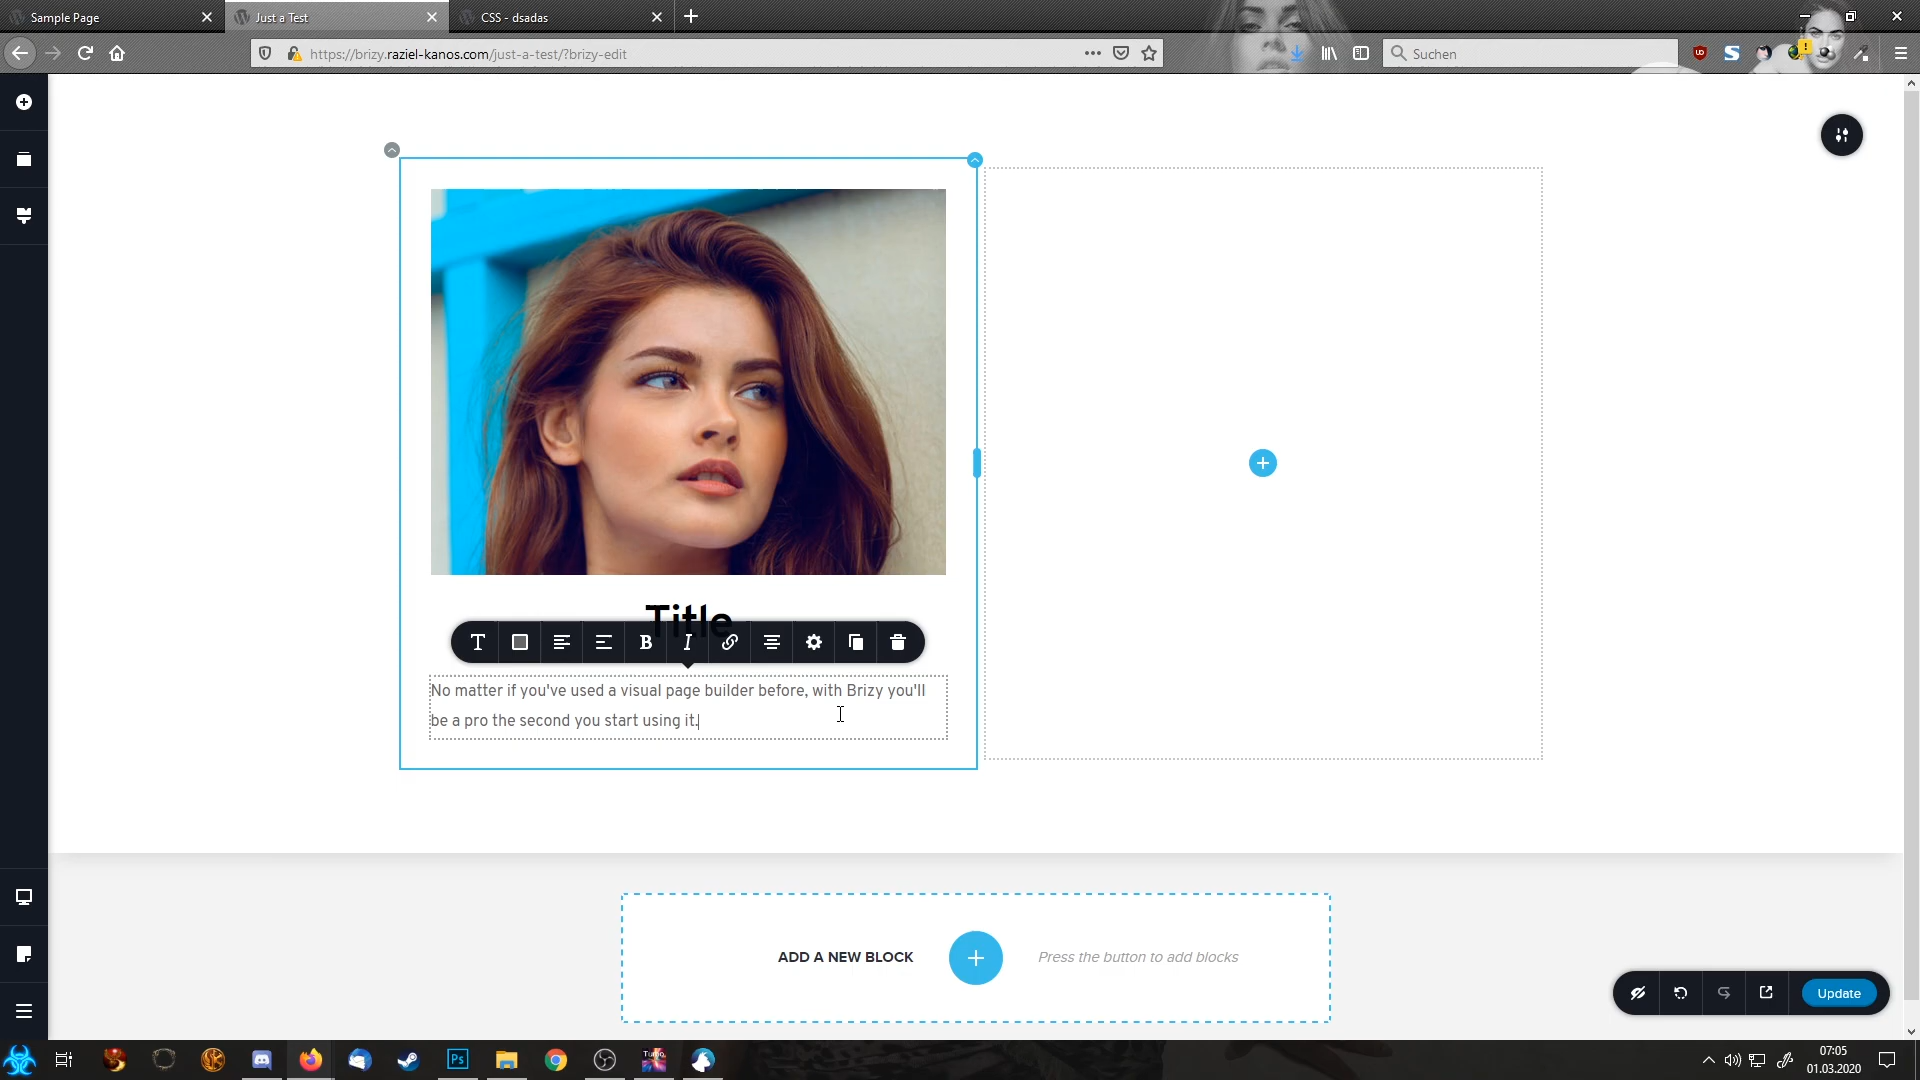 Sample Page
Just a Test
CSS - dsadas
https://brizy.raziel-kanos.com/just-a-test/?brizy-edit
Suchen
Title
T
B
I
No matter if you've used a visual page builder before, with Brizy you'll
be a pro the second you start using it.
ADD A NEW BLOCK
Press the button to add blocks
Update
Ps
07:05
01.03.2020